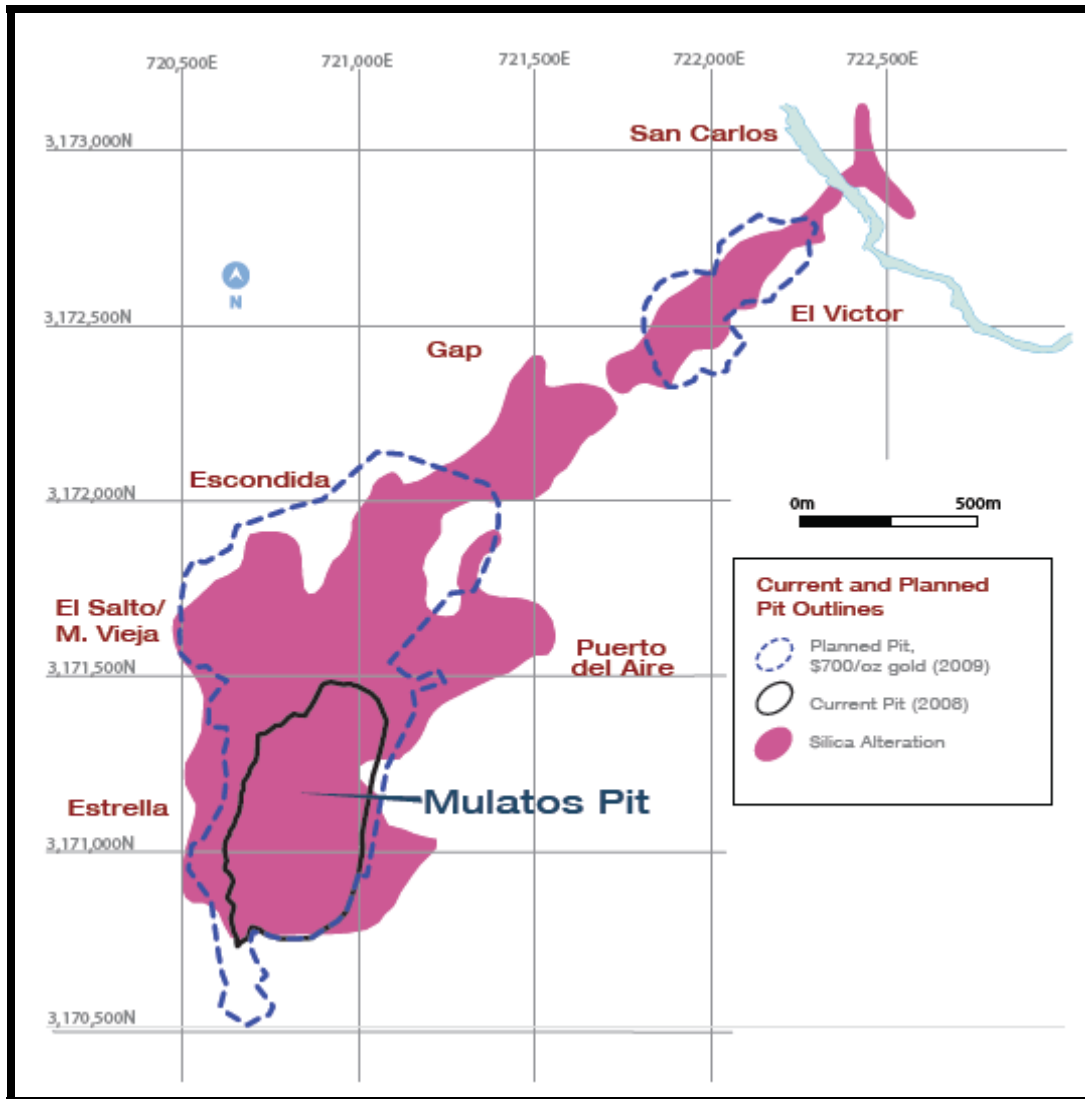 720,500E
721,000E
721,500E
722,000E
722,500E
San Carlos
3,173,000N
N
El Victor
3,172,500N
Gap
Escondida
3,172,000N
0m
500m
Current and Planned
Pit Outlines
Planned Pit,
$700/oz gold (2009)
Current Pit (2008)
Silica Alteration
El Salto/
M. Vieja
Puerto
del Aire
3,171,500N
Estrella
Mulatos Pit
3,171,000N
3,170,500N